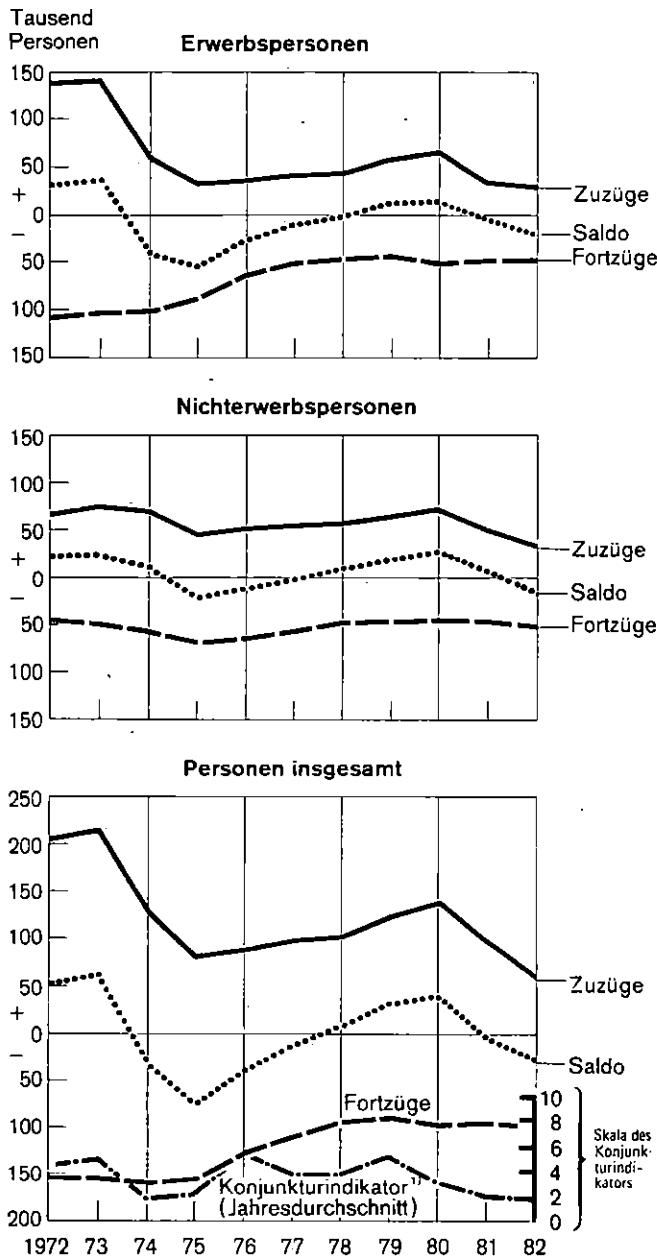 Tausend
Personen
Erwerbspersonen
150
100
50
+
0
−
50
100
150
Zuzüge
Saldo
Fortzüge
Nichterwerbspersonen
150
100
50
+
0
−
50
100
150
Zuzüge
Saldo
Fortzüge
Personen insgesamt
250
200
150
100
50
+
0
−
50
100
150
200
Zuzüge
Saldo
Fortzüge
10
8
6
4
2
0
Skala des
Konjunk-
turindi-
kators
Konjunkturindikator¹⁾
(Jahresdurchschnitt)
1972 73 74 75 76 77 78 79 80 81 82